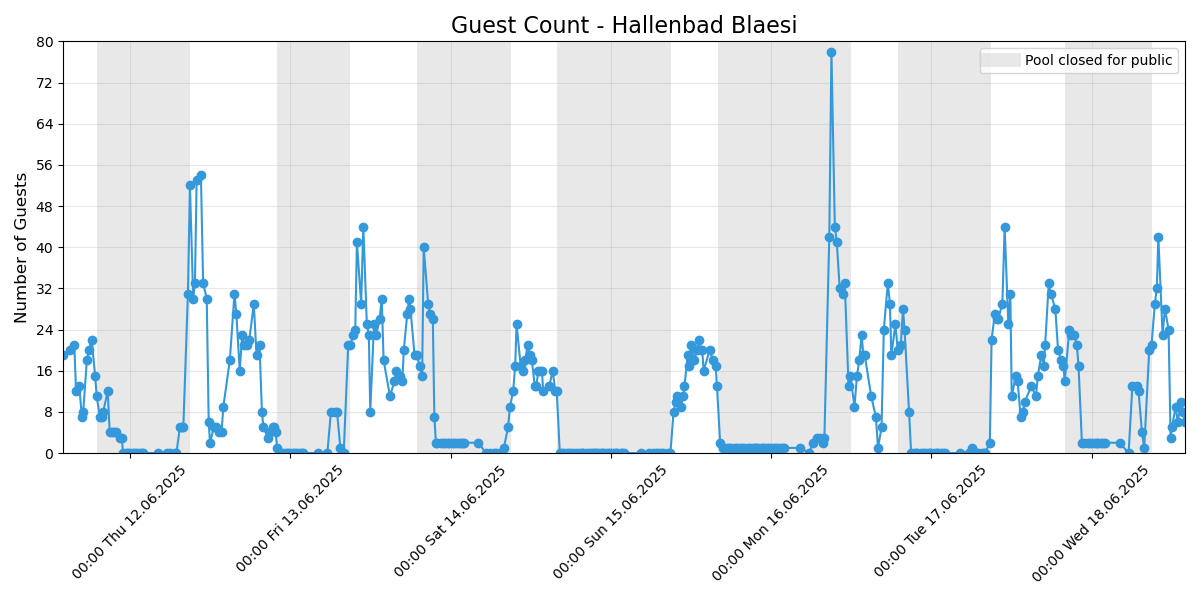 Guest Count - Hallenbad Blaesi
Pool closed for public
Number of Guests
80
72
64
56
48
40
32
24
16
8
0
00:00 Thu 12.06.2025
00:00 Fri 13.06.2025
00:00 Sat 14.06.2025
00:00 Sun 15.06.2025
00:00 Mon 16.06.2025
00:00 Tue 17.06.2025
00:00 Wed 18.06.2025